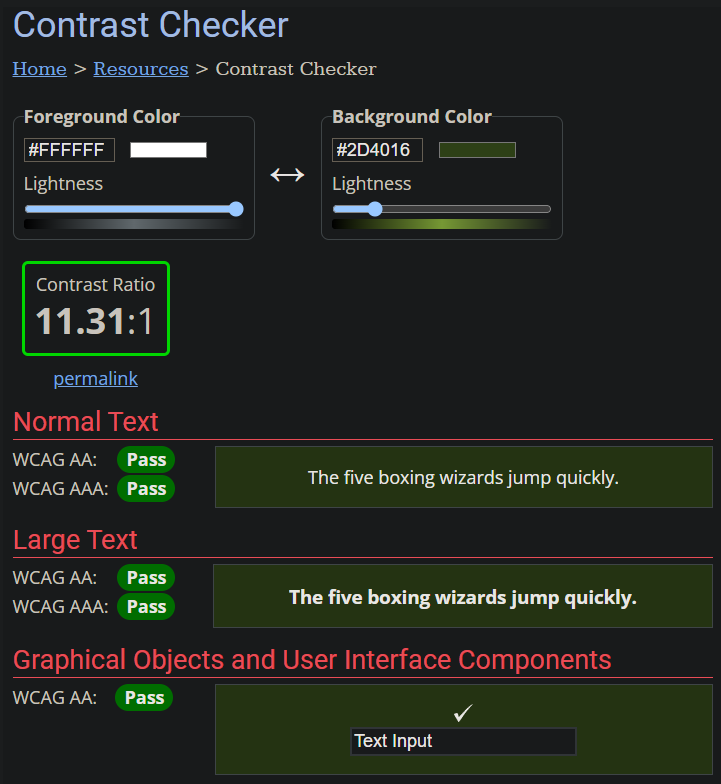 Contrast Checker
Home > Resources > Contrast Checker
Foreground Color
#FFFFFF
Lightness
Background Color
#2D4016
Lightness
Contrast Ratio
11.31:1
permalink
Normal Text
WCAG AA: Pass
WCAG AAA: Pass
The five boxing wizards jump quickly.
Large Text
WCAG AA: Pass
WCAG AAA: Pass
The five boxing wizards jump quickly.
Graphical Objects and User Interface Components
WCAG AA: Pass
Text Input